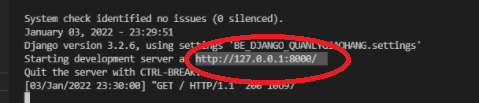 System check identified no issues (0 silenced).
January 03, 2022 - 23:29:51
Django version 3.2.6, using settings 'BE_DJANGO_QUANLYGIAOHANG.settings'
Starting development server a http://127.0.0.1:8000/
Quit the server with CTRL-BREAK.
[03/Jan/2022 23:30:00] "GET / HTTP/1.1" 200 10697